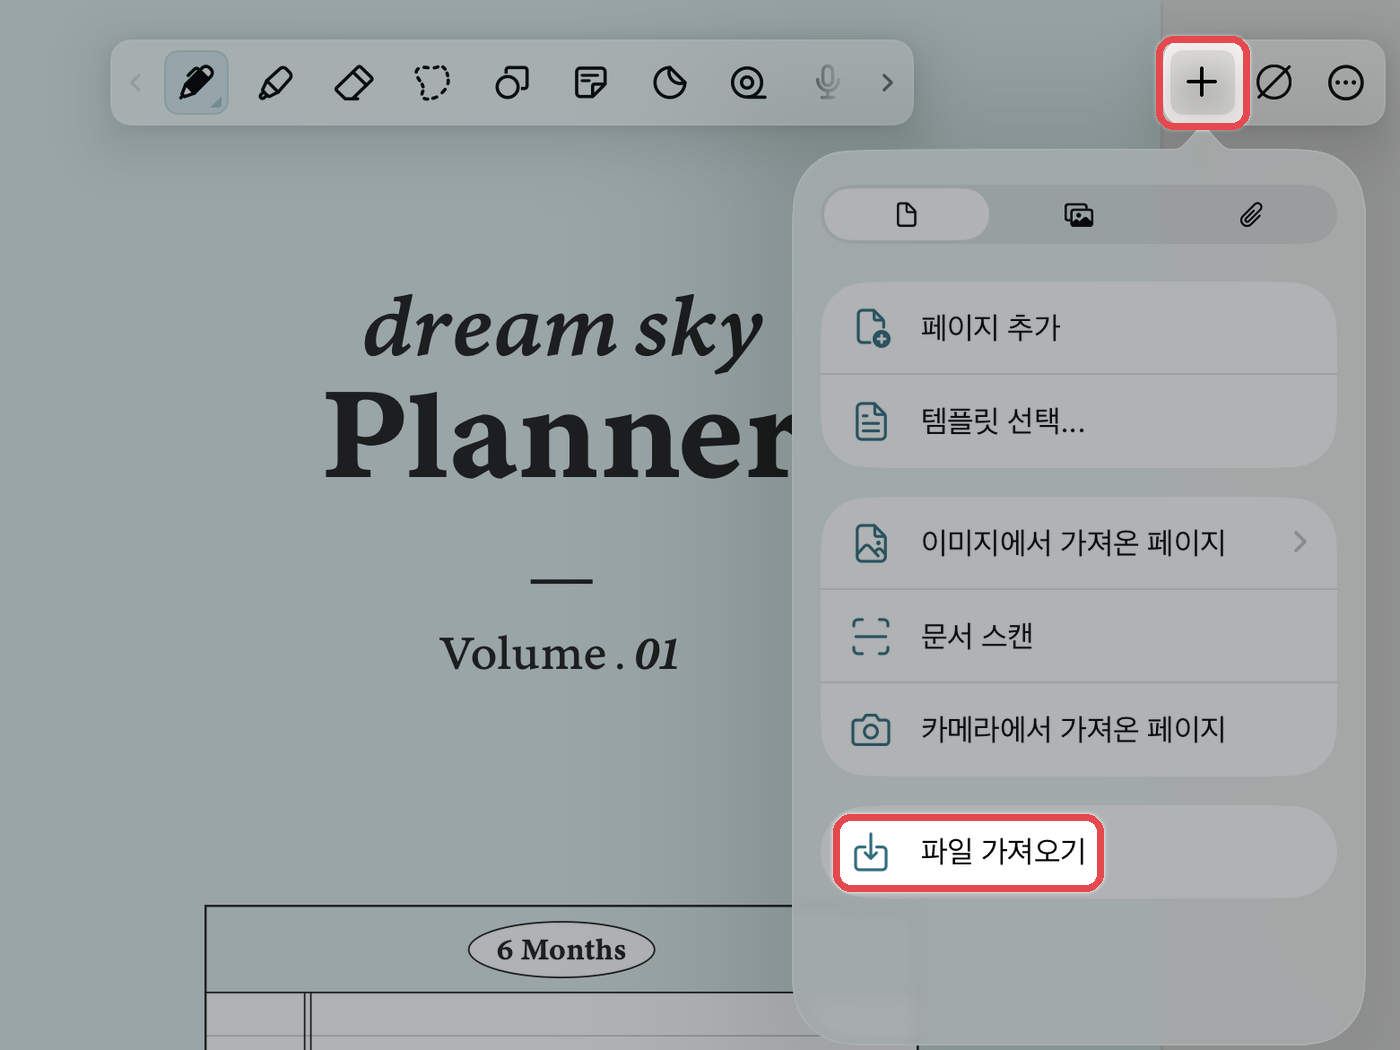 dream sky
Planner
Volume . 01
6 Months
페이지 추가
템플릿 선택...
이미지에서 가져온 페이지
문서 스캔
카메라에서 가져온 페이지
파일 가져오기